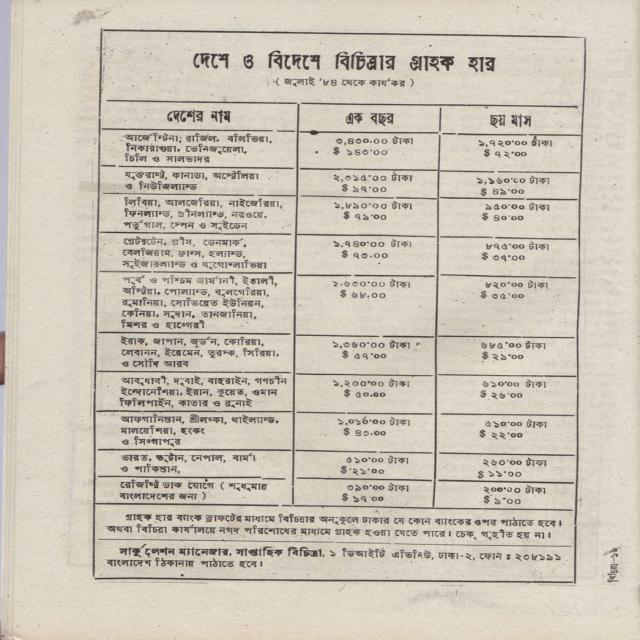 দেশে ও বিদেশে বিচিত্রার গ্রাহক হার
( জুলাই '৮৪ থেকে কার্যকর )
দেশের নাম এক বছর ছয় মাস
আর্জেন্টিনা, ব্রাজিল, বলিভিয়া,
নিকারাগুয়া, ভেনিজুয়েলা,
চিলি ও সালভাদর
৩,৪৩০·০০ টাকা
$ ১৪৩·০০
১,৭২০·০০ টাকা
$ ৭২·০০
যুক্তরাষ্ট্র, কানাডা, অস্ট্রেলিয়া
ও নিউজিল্যান্ড
২,৩১৫·০০ টাকা
$ ৯৭·০০
১,১৬০·০০ টাকা
$ ৪৯·০০
লিবিয়া, আলজেরিয়া, নাইজেরিয়া,
ফিনল্যান্ড, গ্রীনল্যান্ড, নরওয়ে,
পর্তুগাল, স্পেন ও সুইডেন
১,৮৯০·০০ টাকা
$ ৭৯·০০
৯৫০·০০ টাকা
$ ৪০·০০
গ্রেটবৃটেন, গ্রীস, ডেনমার্ক,
বেলজিয়াম, ফ্রান্স, হল্যান্ড,
সুইজারল্যান্ড ও যুগোশ্লাভিয়া
১,৭৪০·০০ টাকা
$ ৭৩·০০
৮৭৫·০০ টাকা
$ ৩৭·০০
পূর্ব ও পশ্চিম জার্মানী, ইতালী,
অস্ট্রিয়া, পোল্যান্ড, বুলগেরিয়া,
রুমানিয়া, সোভিয়েত ইউনিয়ন,
কেনিয়া, সুদান, তানজানিয়া,
মিশর ও হাঙ্গেরী
১,৬৩০·০০ টাকা
$ ৬৮·০০
৮২০·০০ টাকা
$ ৩৫·০০
ইরাক, জাপান, জর্ডন, কোরিয়া,
লেবানন, ইয়েমেন, তুরস্ক, সিরিয়া,
ও সৌদি আরব
১,৩৬০·০০ টাকা
$ ৫৭·০০
৬৮৫·০০ টাকা
$ ২৯·০০
আবুধাবী, দুবাই, বাহরাইন, গণচীন
ইন্দোনেশিয়া, ইরান, কুয়েত, ওমান
ফিলিপাইন, কাতার ও ব্রুনাই
১,২০০·০০ টাকা
$ ৫০·০০
৬১০·০০ টাকা
$ ২৬·০০
আফগানিস্তান, শ্রীলংকা, থাইল্যান্ড,
মালয়েশিয়া, হংকং
ও সিঙ্গাপুর
১,০১৬·০০ টাকা
$ ৪৩·০০
৫১০·০০ টাকা
$ ২২·০০
ভারত, ভুটান, নেপাল, বার্মা
ও পাকিস্তান,
৫১০·০০ টাকা
$ ২১·০০
২৬০·০০ টাকা
$ ১১·০০
রেজিস্ট্রি ডাক যোগে ( শুধুমাত্র
বাংলাদেশের জন্য )
৩৯০·০০ টাকা
$ ১৭·০০
২০০·০০ টাকা
$ ৯·০০
গ্রাহক হার ব্যাংক ড্রাফটের মাধ্যমে বিচিত্রার অনুকূলে ঢাকার যে কোন ব্যাংকের ওপর পাঠাতে হবে।
অথবা বিচিত্রা কার্যালয়ে নগদ পরিশোধের মাধ্যমে গ্রাহক হওয়া যেতে পারে। চেক গৃহীত হয় না।
সার্কুলেশন ম্যানেজার, সাপ্তাহিক বিচিত্রা, ১ ডিআইটি এভিনিউ, ঢাকা-২, ফোন : ২৩৮১৯১
বাংলাদেশ ঠিকানায় পাঠাতে হবে।